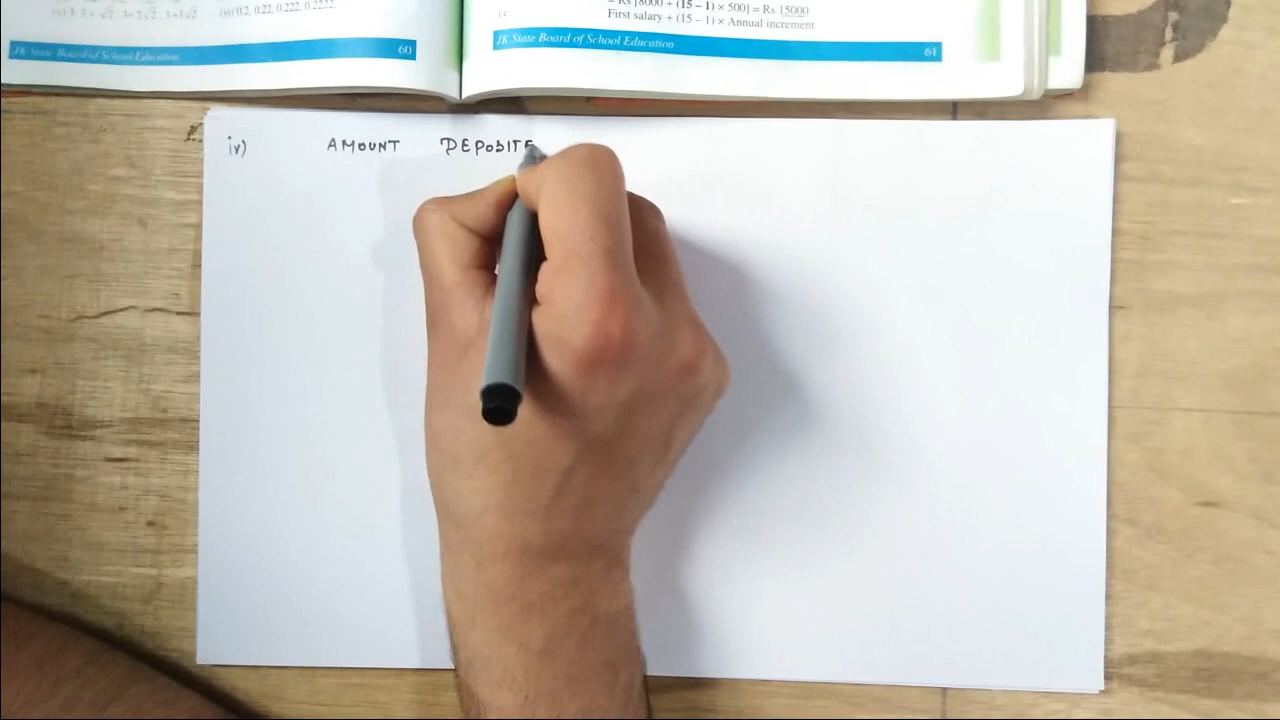 (iii) 0.2, 0.22, 0.222, 0.2222
JK State Board of School Education 60
= Rs [8000 + (15 – 1) × 500] = Rs 15000
First salary + (15 – 1) × Annual increment
JK State Board of School Education 61
iv) AMOUNT DEPOSITE